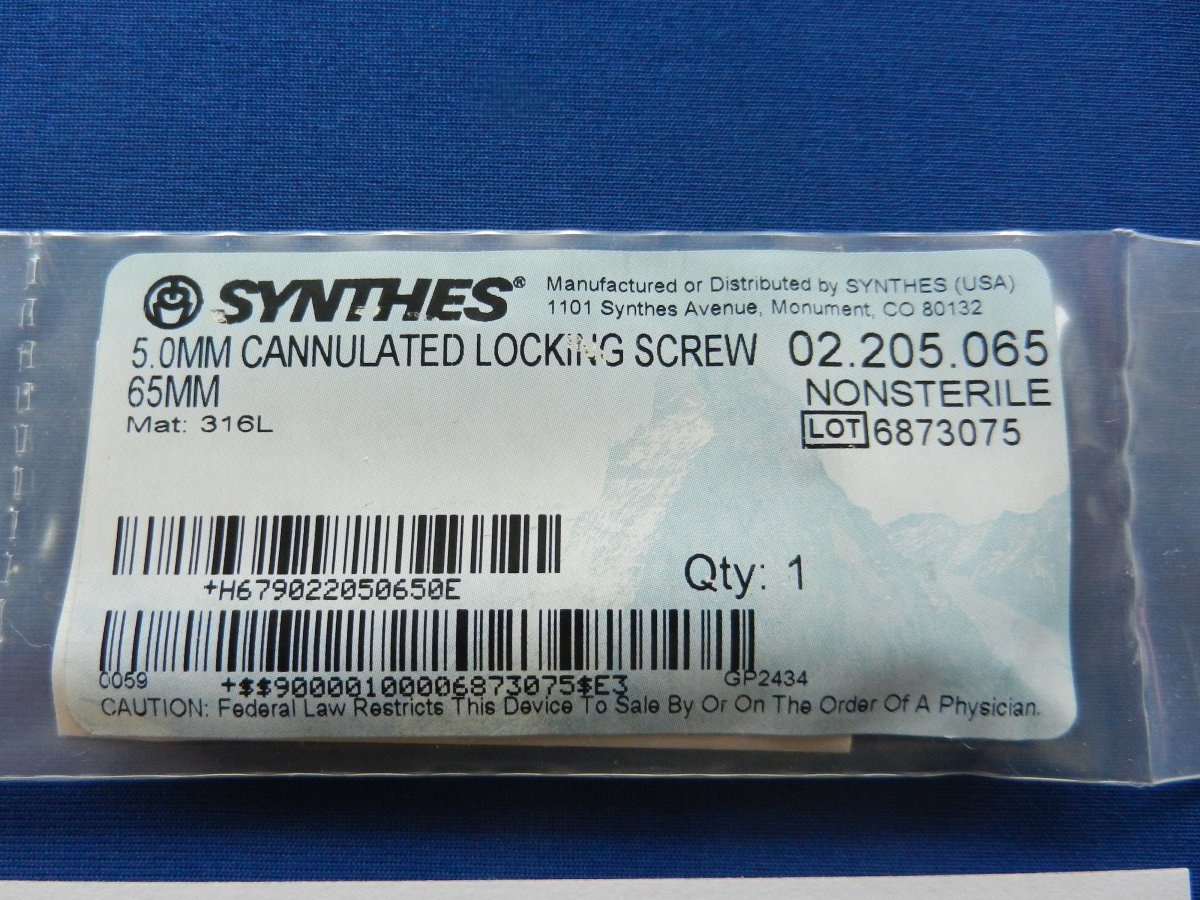 SYNTHES® Manufactured or Distributed by SYNTHES (USA)
1101 Synthes Avenue, Monument, CO 80132
5.0MM CANNULATED LOCKING SCREW 02.205.065
65MM NONSTERILE
Mat: 316L LOT 6873075
+H679022050650E
Qty: 1
0059 +$$9000010006873075$E3 GP2434
CAUTION: Federal Law Restricts This Device To Sale By Or On The Order Of A Physician.